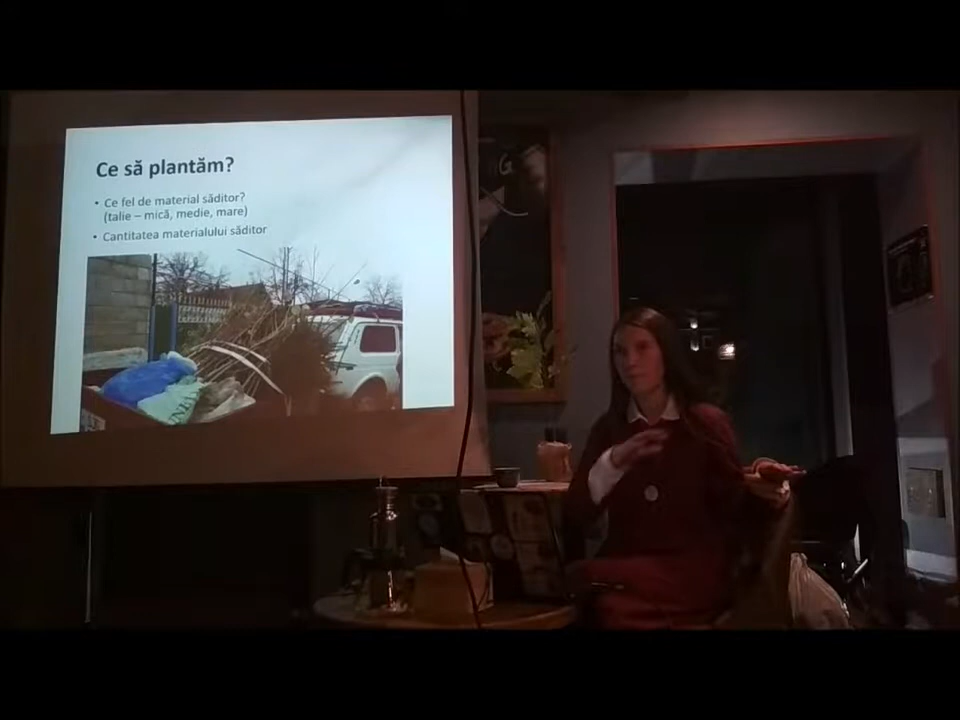 Ce să plantăm?
• Ce fel de material săditor?
(talie – mică, medie, mare)
• Cantitatea materialului săditor